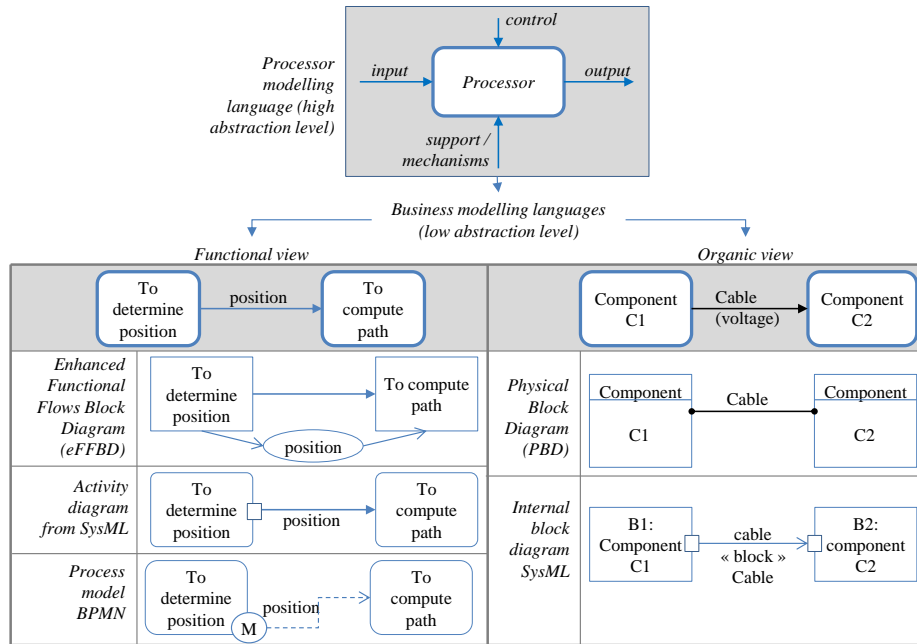 control
Processor
modelling
language (high
abstraction level)
input
Processor
output
support /
mechanisms
Business modelling languages
(low abstraction level)
Functional view
Organic view
To
determine
position
position
To
compute
path
Component
C1
Cable
(voltage)
Component
C2
Enhanced
Functional
Flows Block
Diagram
(eFFBD)
To
determine
position
To compute
path
position
Physical
Block
Diagram
(PBD)
Component
C1
Cable
Component
C2
Activity
diagram
from SysML
To
determine
position
position
To
compute
path
Internal
block
diagram
SysML
B1:
Component
C1
cable
« block »
Cable
B2:
component
C2
Process
model
BPMN
To
determine
position
M
position
To
compute
path